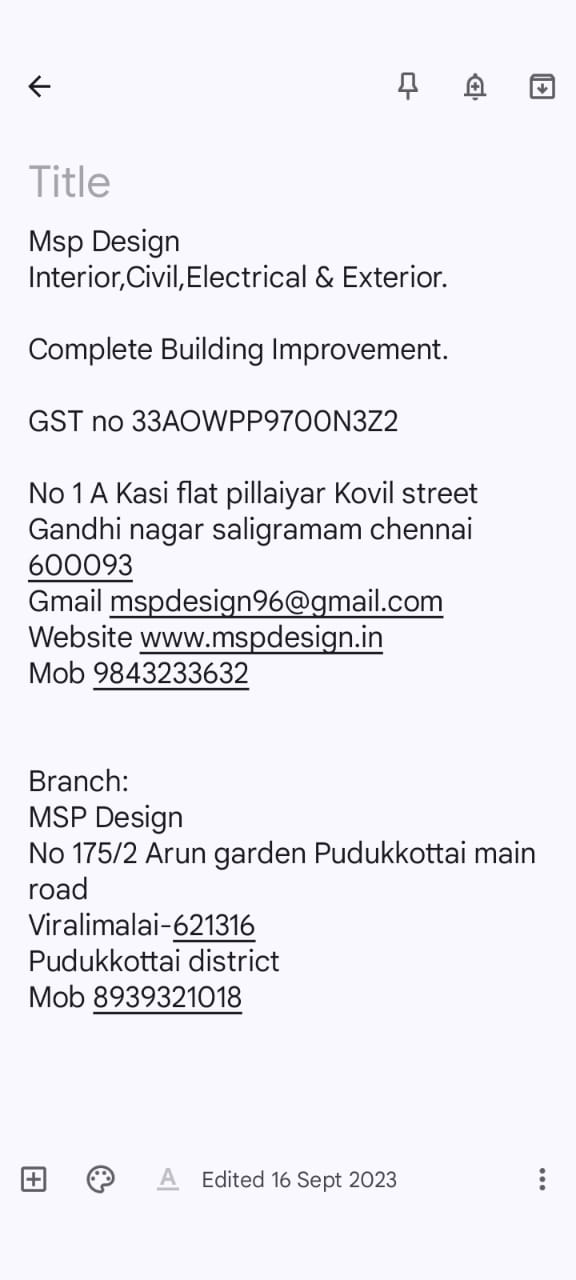 Title
Msp Design
Interior,Civil,Electrical & Exterior.
Complete Building Improvement.
GST no 33AOWPP9700N3Z2
No 1 A Kasi flat pillaiyar Kovil street
Gandhi nagar saligramam chennai
600093
Gmail mspdesign96@gmail.com
Website www.mspdesign.in
Mob 9843233632
Branch:
MSP Design
No 175/2 Arun garden Pudukkottai main
road
Viralimalai-621316
Pudukkottai district
Mob 8939321018
A Edited 16 Sept 2023